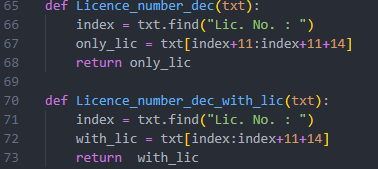 65 def Licence_number_dec(txt):
66     index = txt.find("Lic. No. : ")
67     only_lic = txt[index+11:index+11+14]
68     return only_lic
69
70 def Licence_number_dec_with_lic(txt):
71     index = txt.find("Lic. No. : ")
72     with_lic = txt[index:index+11+14]
73     return  with_lic